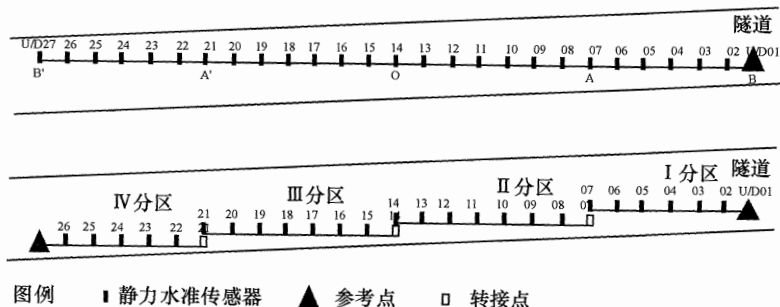 隧道
U/D27 26 25 24 23 22 21 20 19 18 17 16 15 14 13 12 11 10 09 08 07 06 05 04 03 02 U/D01
B' A' O A B
隧道
Ⅳ分区 Ⅲ分区 Ⅱ分区 Ⅰ分区
26 25 24 23 22 21 20 19 18 17 16 15 14 13 12 11 10 09 08 07 06 05 04 03 02 U/D01
图例 静力水准传感器 参考点 转接点